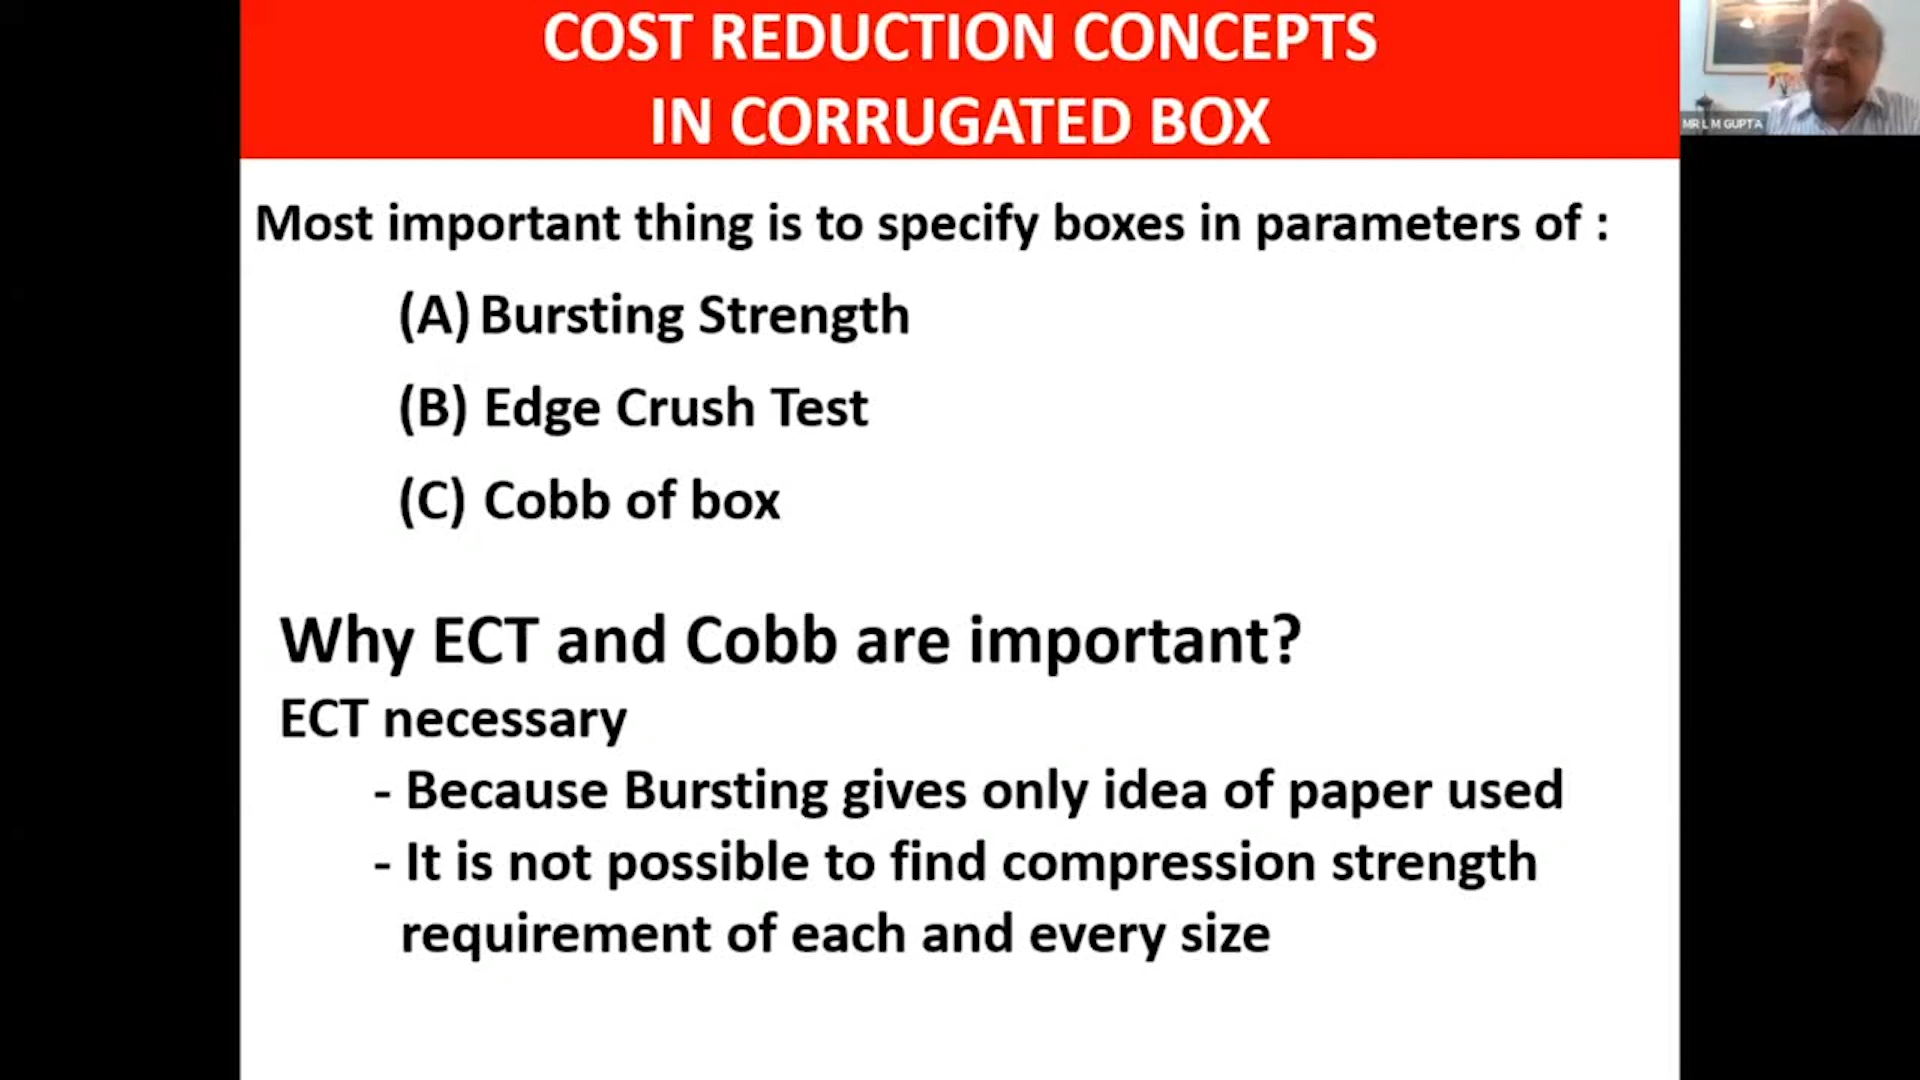 COST REDUCTION CONCEPTS
IN CORRUGATED BOX
MR L M GUPTA
Most important thing is to specify boxes in parameters of :
(A) Bursting Strength
(B) Edge Crush Test
(C) Cobb of box
Why ECT and Cobb are important?
ECT necessary
- Because Bursting gives only idea of paper used
- It is not possible to find compression strength
requirement of each and every size